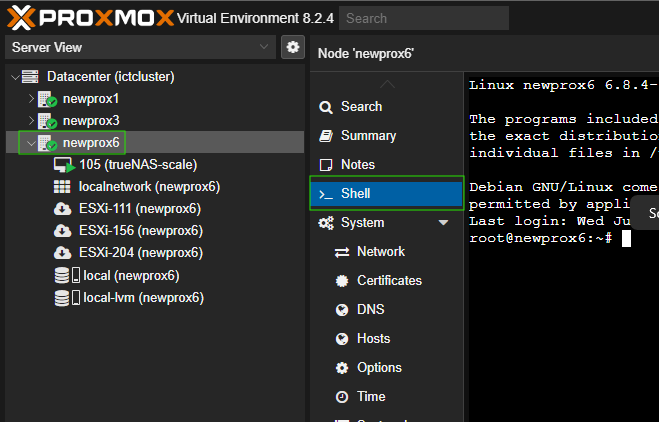 PROXMOX Virtual Environment 8.2.4 Search
Server View
Datacenter (ictcluster)
newprox1
newprox3
newprox6
105 (trueNAS-scale)
localnetwork (newprox6)
ESXi-111 (newprox6)
ESXi-156 (newprox6)
ESXi-204 (newprox6)
local (newprox6)
local-lvm (newprox6)
Node 'newprox6'
Search
Summary
Notes
>_ Shell
System
Network
Certificates
DNS
Hosts
Options
Time
Linux newprox6 6.8.4-
The programs included
the exact distributio
individual files in /
Debian GNU/Linux come
permitted by appli
Last login: Wed Ju
root@newprox6:~#